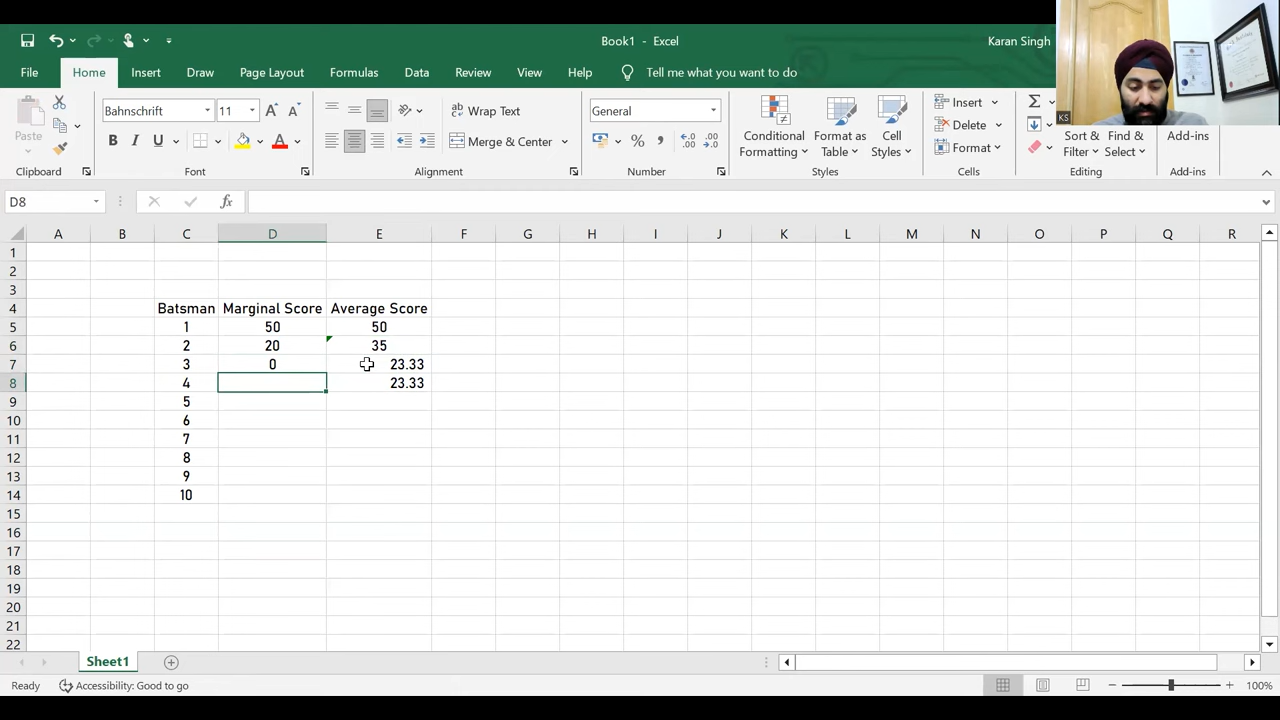 Book1 - Excel
Karan Singh
File Home Insert Draw Page Layout Formulas Data Review View Help Tell me what you want to do
Paste
Bahnschrift 11
Wrap Text
General
Conditional Formatting
Format as Table
Cell Styles
Insert
Delete
Format
Sort & Filter
Find & Select
Add-ins
B I U
Merge & Center
KS
Clipboard Font Alignment Number Styles Cells Editing Add-ins
D8 fx
A B C D E F G H I J K L M N O P Q R
1
2
3
4 Batsman Marginal Score Average Score
5 1 50 50
6 2 20 35
7 3 0 23.33
8 4 23.33
9 5
10 6
11 7
12 8
13 9
14 10
15
16
17
18
19
20
21
22
Sheet1
Ready Accessibility: Good to go 100%